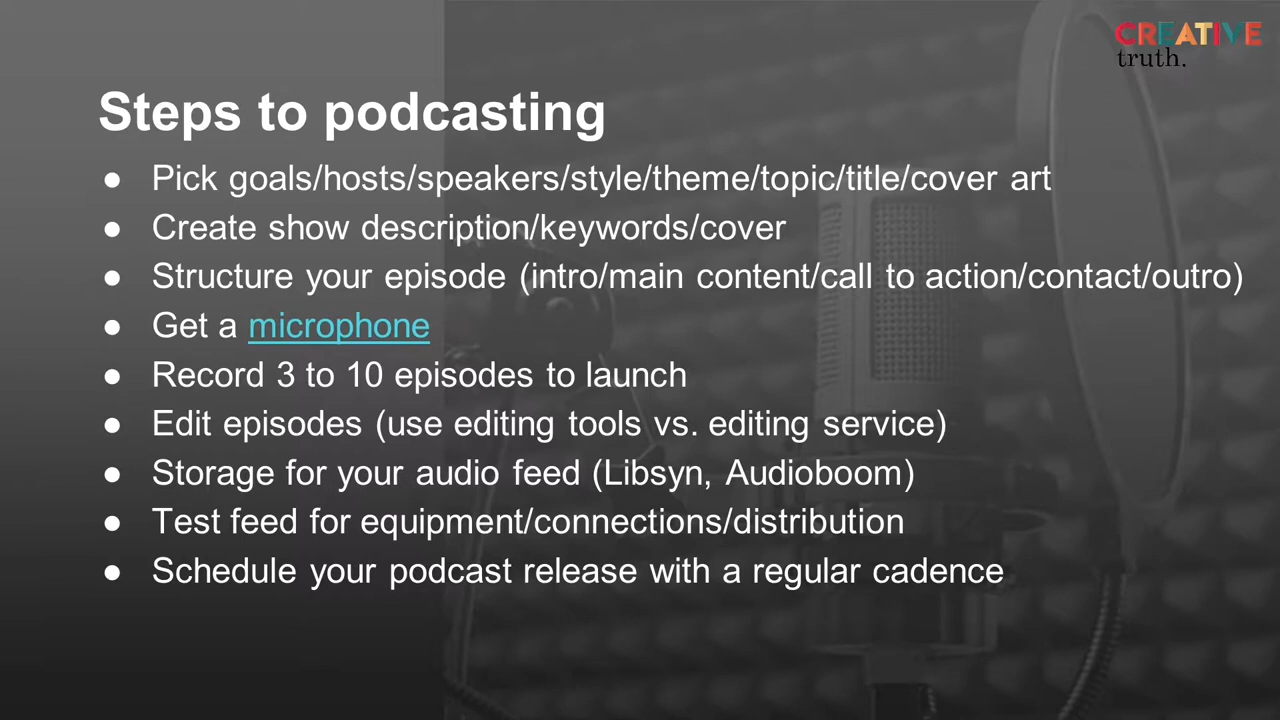 CREATIVE
truth.
Steps to podcasting
● Pick goals/hosts/speakers/style/theme/topic/title/cover art
● Create show description/keywords/cover
● Structure your episode (intro/main content/call to action/contact/outro)
● Get a microphone
● Record 3 to 10 episodes to launch
● Edit episodes (use editing tools vs. editing service)
● Storage for your audio feed (Libsyn, Audioboom)
● Test feed for equipment/connections/distribution
● Schedule your podcast release with a regular cadence